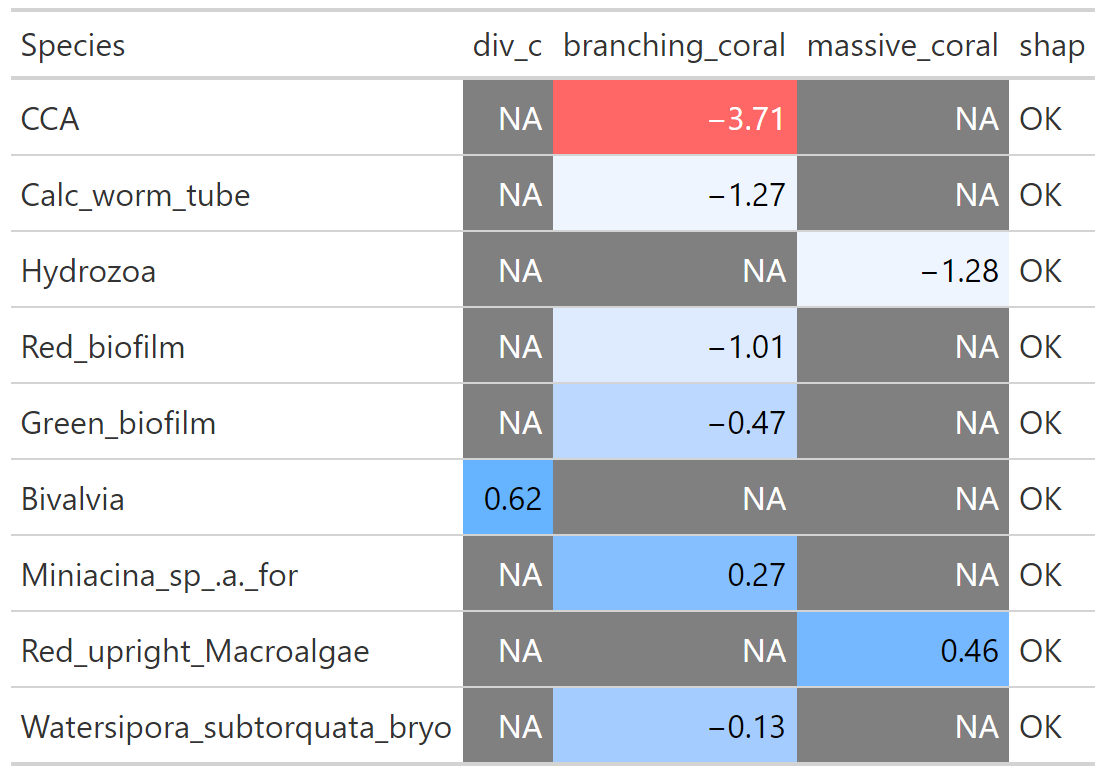 Species div_c branching_coral massive_coral shap
CCA NA −3.71 NA OK
Calc_worm_tube NA −1.27 NA OK
Hydrozoa NA NA −1.28 OK
Red_biofilm NA −1.01 NA OK
Green_biofilm NA −0.47 NA OK
Bivalvia 0.62 NA NA OK
Miniacina_sp_.a._for NA 0.27 NA OK
Red_upright_Macroalgae NA NA 0.46 OK
Watersipora_subtorquata_bryo NA −0.13 NA OK